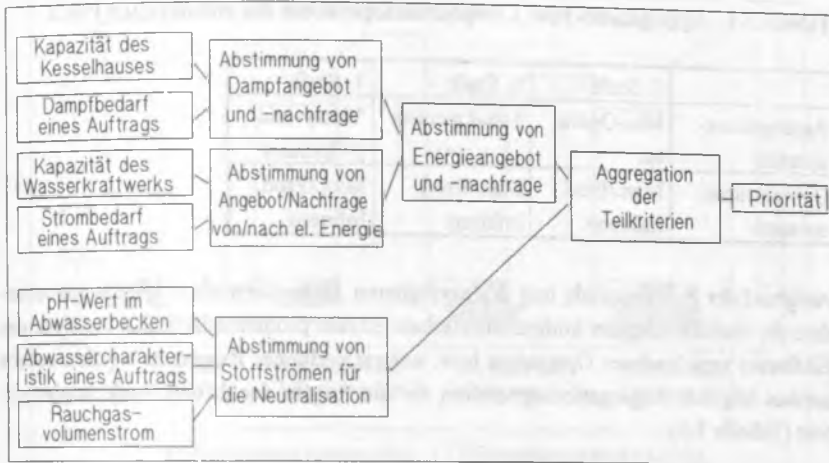 Kapazität des
Kesselhauses
Dampfbedarf
eines Auftrags
Kapazität des
Wasserkraftwerks
Strombedarf
eines Auftrags
pH-Wert im
Abwasserbecken
Abwassercharakter-
istik eines Auftrags
Rauchgas-
volumenstrom
Abstimmung von
Dampfangebot
und -nachfrage
Abstimmung von
Angebot/Nachfrage
von/nach el. Energie
Abstimmung von
Stoffströmen für
die Neutralisation
Abstimmung von
Energieangebot
und -nachfrage
Aggregation
der
Teilkriterien
Priorität